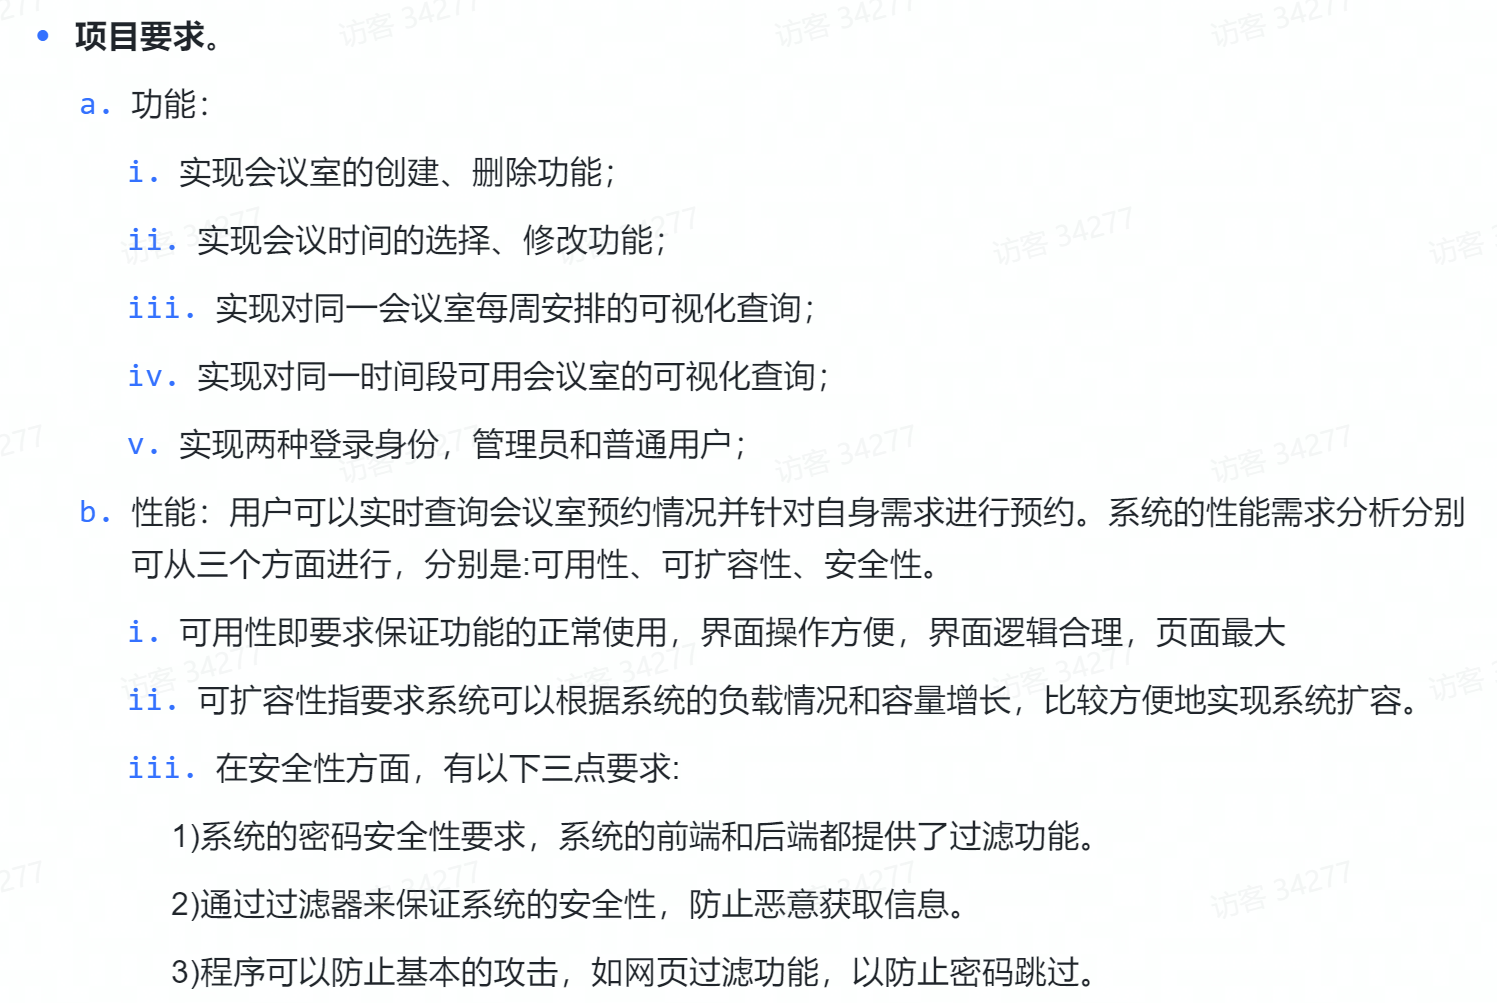 • 项目要求。
a. 功能：
i. 实现会议室的创建、删除功能；
ii. 实现会议时间的选择、修改功能；
iii. 实现对同一会议室每周安排的可视化查询；
iv. 实现对同一时间段可用会议室的可视化查询；
v. 实现两种登录身份，管理员和普通用户；
b. 性能：用户可以实时查询会议室预约情况并针对自身需求进行预约。系统的性能需求分析分别
可从三个方面进行，分别是:可用性、可扩容性、安全性。
i. 可用性即要求保证功能的正常使用，界面操作方便，界面逻辑合理，页面最大
ii. 可扩容性指要求系统可以根据系统的负载情况和容量增长，比较方便地实现系统扩容。
iii. 在安全性方面，有以下三点要求:
1)系统的密码安全性要求，系统的前端和后端都提供了过滤功能。
2)通过过滤器来保证系统的安全性，防止恶意获取信息。
3)程序可以防止基本的攻击，如网页过滤功能，以防止密码跳过。
访客 34277